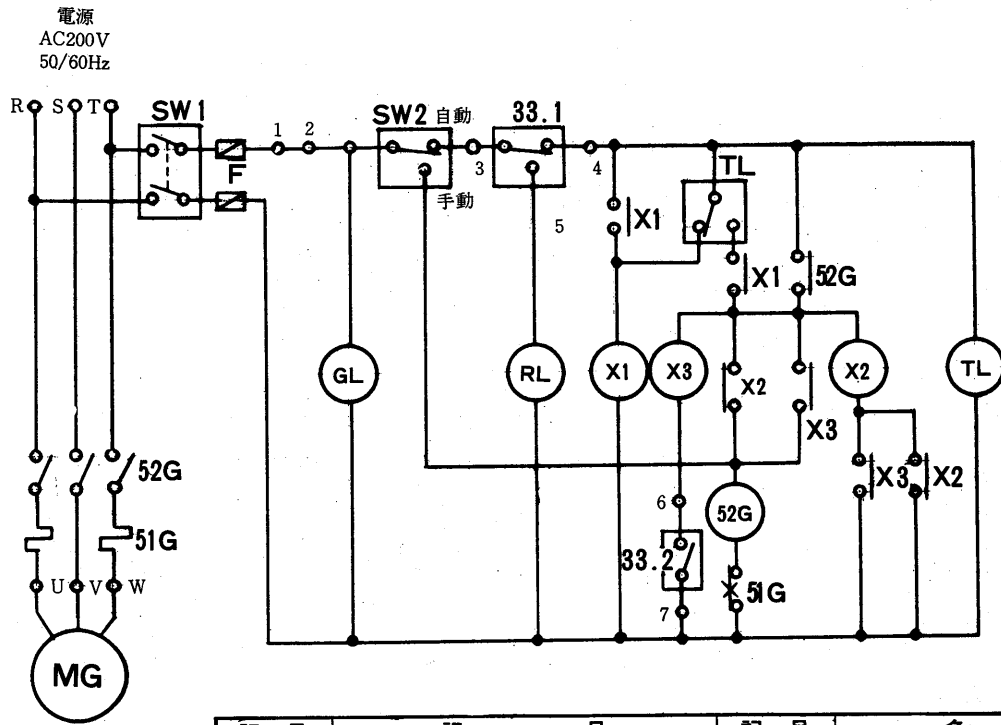 電源
AC200V
50/60Hz
R S T
SW1
F
1 2
SW2 自動
手動
3
33.1
4
5
X1
TL
X1
52G
GL
RL
X1
X3
X2
X3
X2
TL
X3
X2
52G
51G
6
33.2
7
52G
51G
U V W
MG